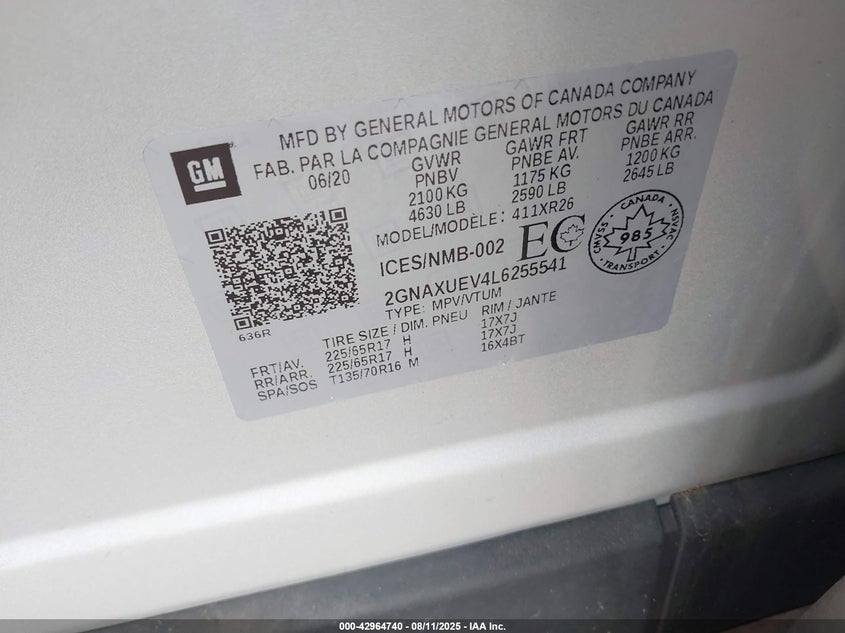 MFD BY GENERAL MOTORS OF CANADA COMPANY
FAB. PAR LA COMPAGNIE GENERAL MOTORS DU CANADA
GM
06/20 GVWR GAWR FRT GAWR RR
PNBV PNBE AV. PNBE ARR.
2100 KG 1175 KG 1200 KG
4630 LB 2590 LB 2645 LB
MODEL/MODÈLE: 411XR26
ICES/NMB-002 EC
CANADA
985
TRANSPORT
CMVSS
NSVAC
2GNAXUEV4L6255541
TYPE: MPV/VTUM
636R
TIRE SIZE / DIM. PNEU RIM / JANTE
FRT/AV. 225/65R17 H 17X7J
RR/ARR. 225/65R17 H 17X7J
SPA/SOS T135/70R16 M 16X4BT
000-42964740 - 08/11/2025 - IAA Inc.